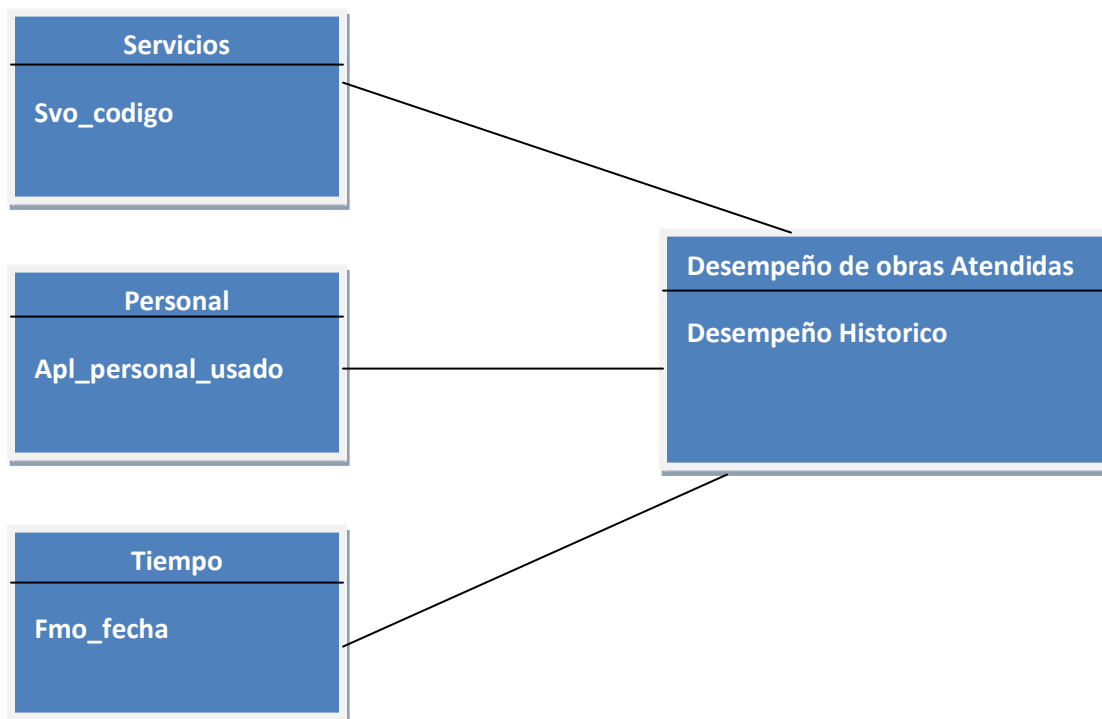 Servicios
Svo_codigo
Personal
Apl_personal_usado
Tiempo
Fmo_fecha
Desempeño de obras Atendidas
Desempeño Historico